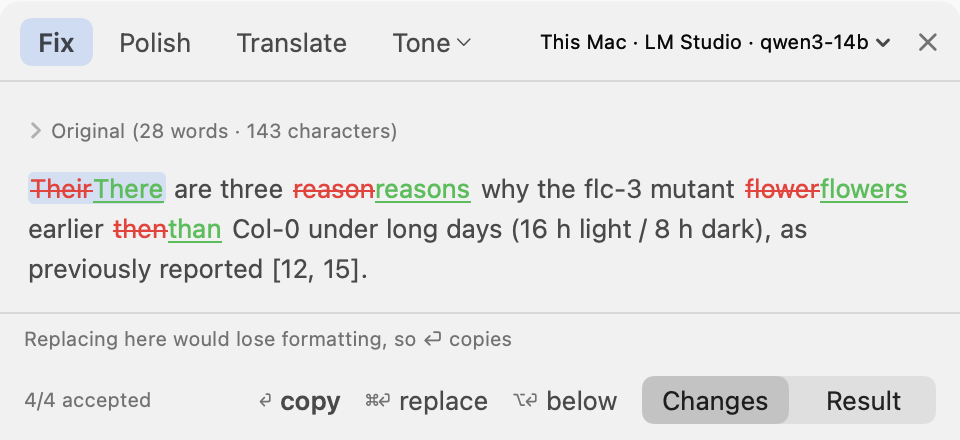 Fix Polish Translate Tone This Mac · LM Studio · qwen3-14b
Original (28 words · 143 characters)
TheirThere are three reasonreasons why the flc-3 mutant flowerflowers
earlier thenthan Col-0 under long days (16 h light / 8 h dark), as
previously reported [12, 15].
Replacing here would lose formatting, so ⏎ copies
4/4 accepted ⏎ copy ⌘⏎ replace ⌥⏎ below Changes Result